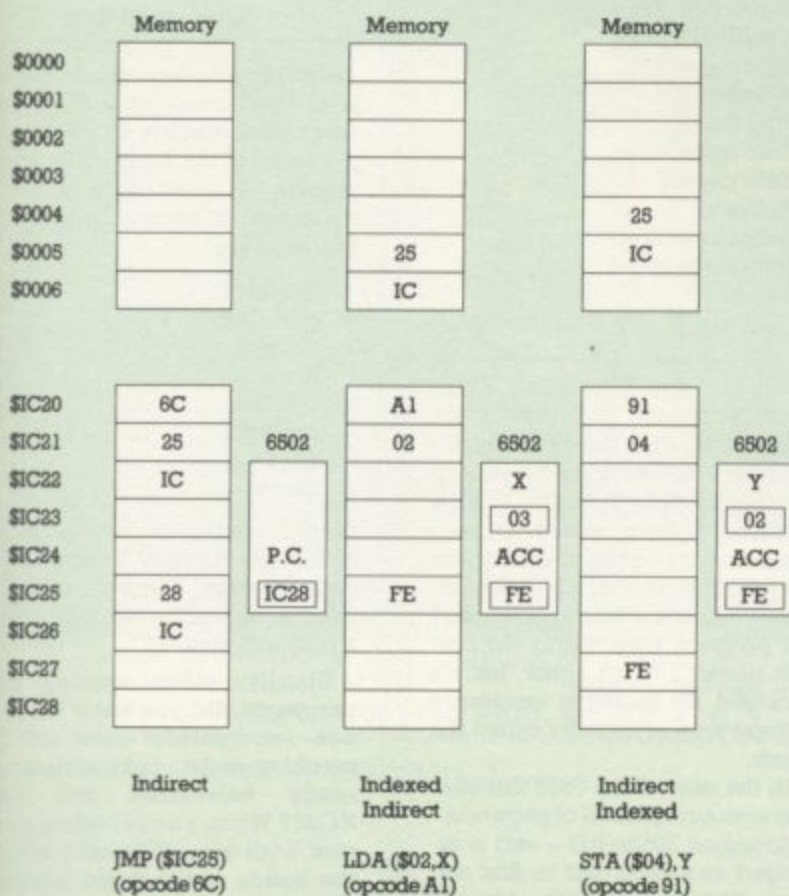 Memory Memory Memory
$0000
$0001
$0002
$0003
$0004 25
$0005 25 IC
$0006 IC
$IC20 6C A1 91
$IC21 25 6502 02 6502 04 6502
$IC22 IC X Y
$IC23 03 02
$IC24 P.C. ACC ACC
$IC25 28 IC28 FE FE FE
$IC26 IC
$IC27 FE
$IC28
Indirect Indexed Indirect
Indirect Indexed
JMP ($IC25) LDA ($02,X) STA ($04),Y
(opcode 6C) (opcode A1) (opcode 91)